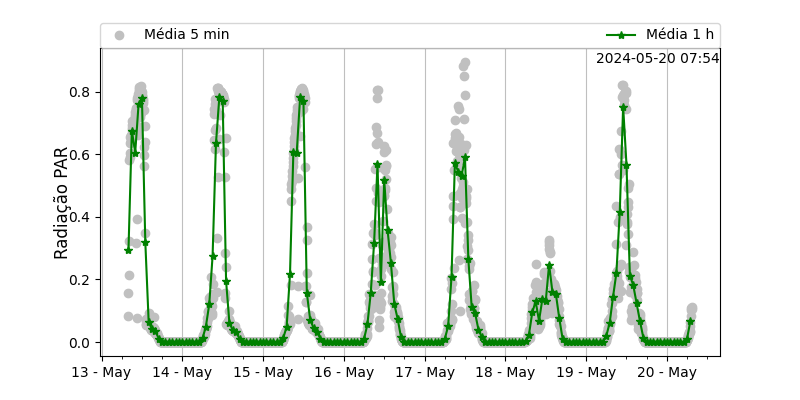 Média 5 min
Média 1 h
2024-05-20 07:54
Radiação PAR
0.8
0.6
0.4
0.2
0.0
13 - May
14 - May
15 - May
16 - May
17 - May
18 - May
19 - May
20 - May